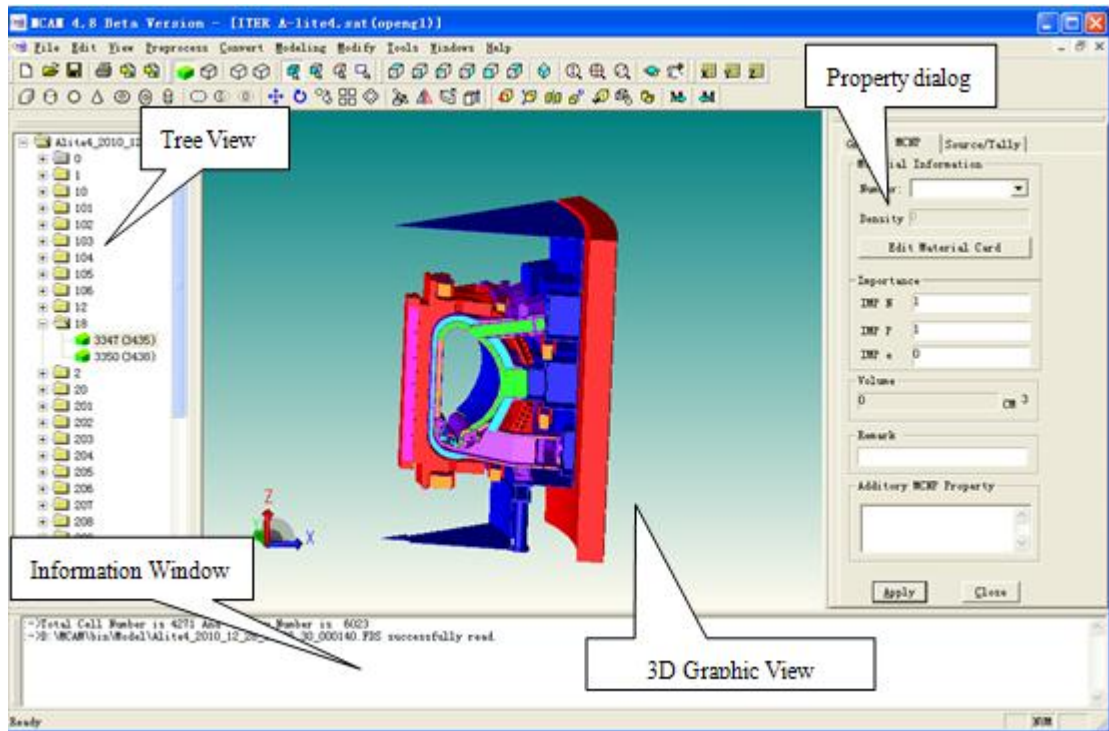 MCAM 4.8 Beta Version - [ITER A-lite4.sat(opengl)]
File Edit View Preprocess Convert Modeling Modify Tools Windows Help
Property dialog
Tree View
Alite4_2010_12
0
1
10
101
102
103
104
105
106
12
18
3347 (3435)
3350 (3438)
2
20
201
202
203
204
205
206
207
208
Z
X
MCNP Source/Tally
Information
Density 0
Edit Material Card
Importance
IMP N 1
IMP P 1
IMP e 0
Volume
0 CM 3
Remark
Additory MCNP Property
Apply Close
Information Window
3D Graphic View
->Total Cell Number is 4271 And Number is 6023
successfully read.
Ready
NUM